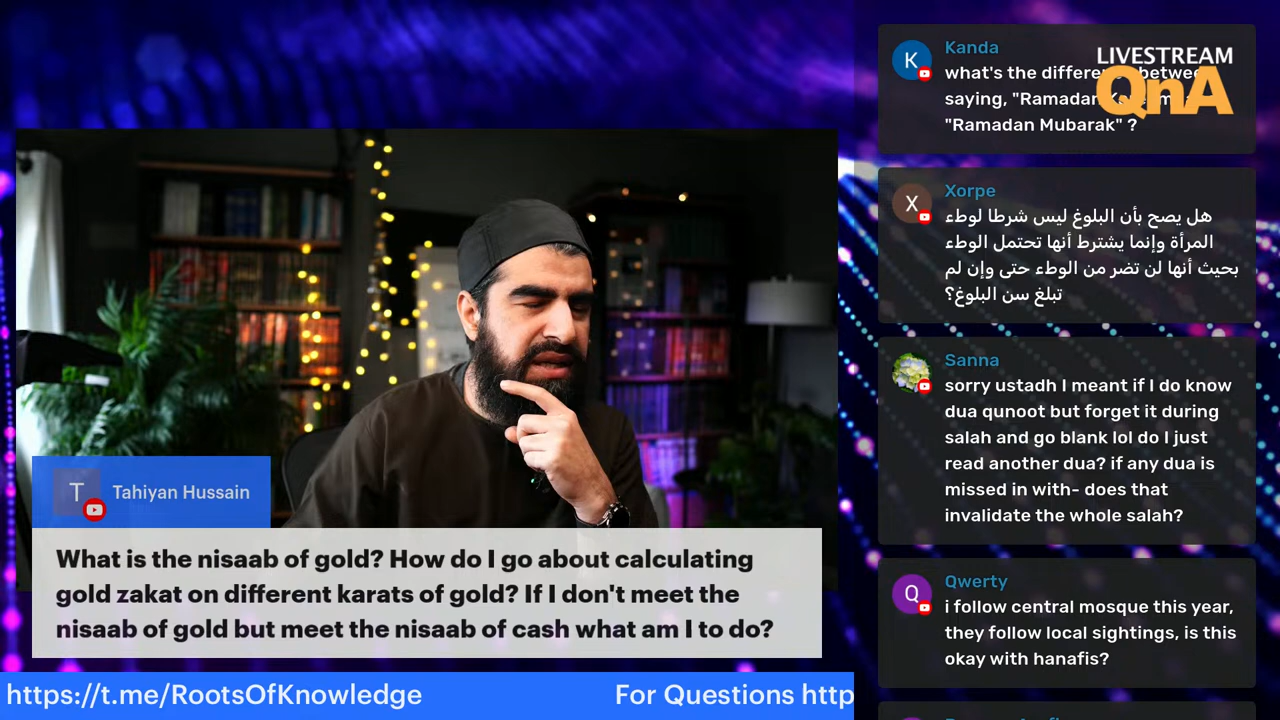 T
Tahiyan Hussain
What is the nisaab of gold? How do I go about calculating
gold zakat on different karats of gold? If I don't meet the
nisaab of gold but meet the nisaab of cash what am I to do?
https://t.me/RootsOfKnowledge
For Questions http
LIVESTREAM
QnA
K
Kanda
what's the between
saying, "Ramadan
"Ramadan Mubarak" ?
X
Xorpe
هل يصح بأن البلوغ ليس شرطا لوطء
المرأة وإنما يشترط أنها تحتمل الوطء
بحيث أنها لن تضر من الوطء حتى وإن لم
تبلغ سن البلوغ؟
Sanna
sorry ustadh I meant if I do know
dua qunoot but forget it during
salah and go blank lol do I just
read another dua? if any dua is
missed in with- does that
invalidate the whole salah?
Q
Qwerty
i follow central mosque this year,
they follow local sightings, is this
okay with hanafis?